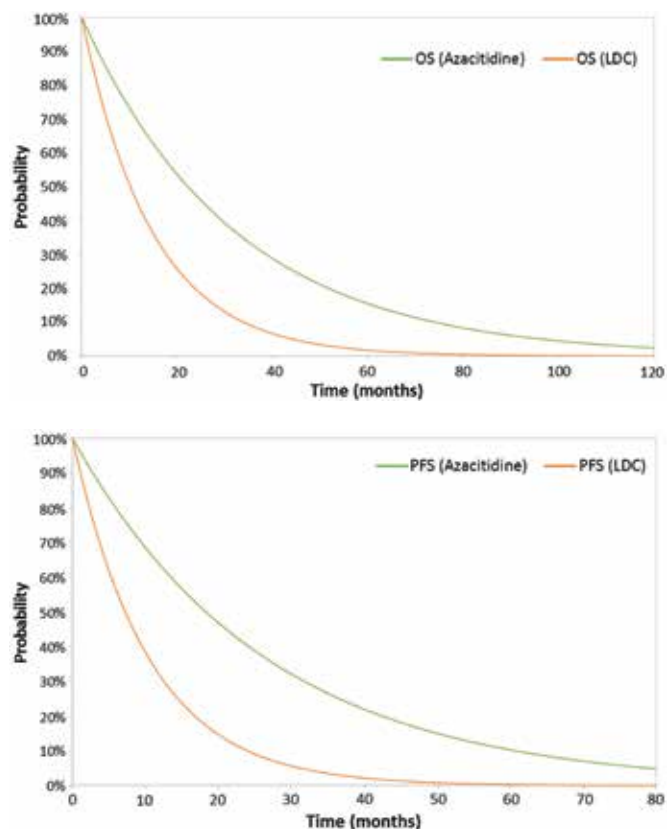 100%
OS (Azacitidine) OS (LDC)
90%
80%
70%
60%
50%
40%
30%
20%
10%
0%
Probability
0 20 40 60 80 100 120
Time (months)
100%
PFS (Azacitidine) PFS (LDC)
90%
80%
70%
60%
50%
40%
30%
20%
10%
0%
Probability
0 10 20 30 40 50 60 70 80
Time (months)